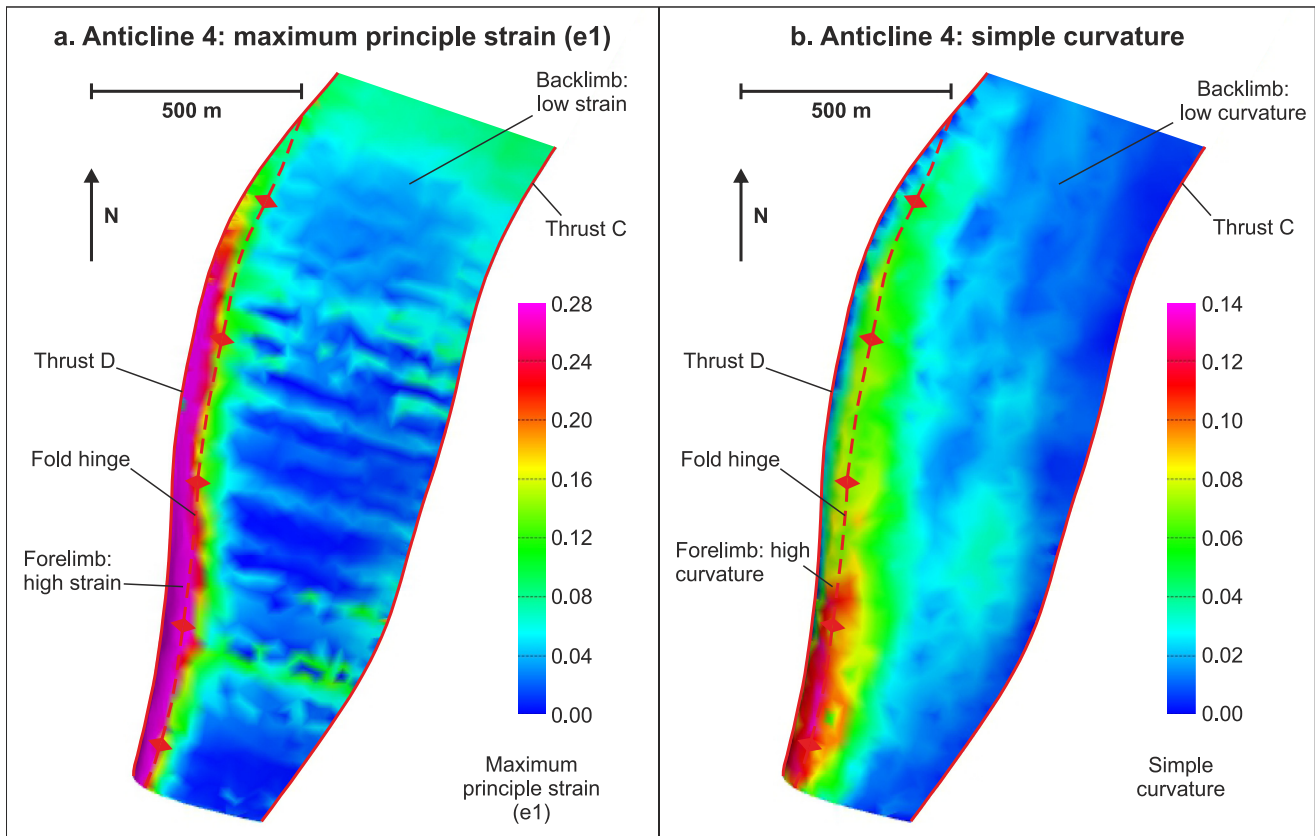 a. Anticline 4: maximum principle strain (e1)
500 m
Backlimb:
low strain
N
Thrust C
Thrust D
Fold hinge
Forelimb:
high strain
0.28
0.24
0.20
0.16
0.12
0.08
0.04
0.00
Maximum
principle strain
(e1)
b. Anticline 4: simple curvature
500 m
Backlimb:
low curvature
N
Thrust C
Thrust D
Fold hinge
Forelimb: high
curvature
0.14
0.12
0.10
0.08
0.06
0.04
0.02
0.00
Simple
curvature